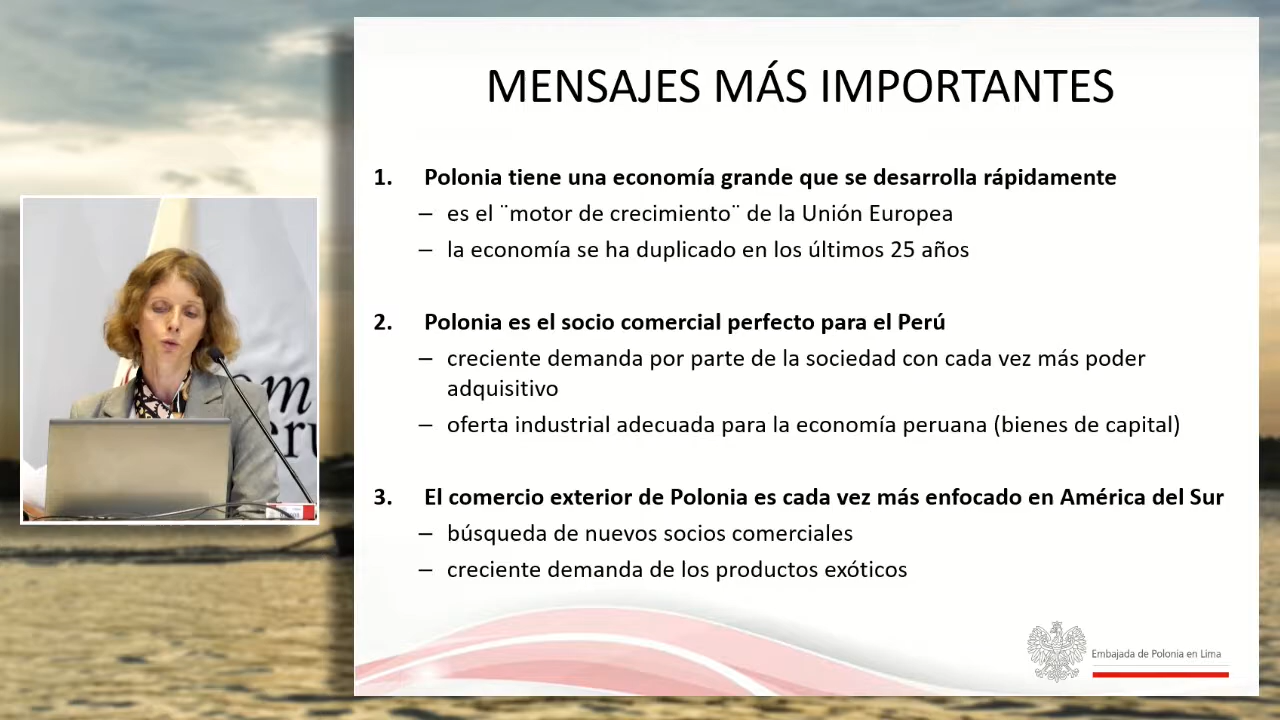 MENSAJES MÁS IMPORTANTES
1. Polonia tiene una economía grande que se desarrolla rápidamente
– es el ¨motor de crecimiento¨ de la Unión Europea
– la economía se ha duplicado en los últimos 25 años
2. Polonia es el socio comercial perfecto para el Perú
– creciente demanda por parte de la sociedad con cada vez más poder
adquisitivo
– oferta industrial adecuada para la economía peruana (bienes de capital)
3. El comercio exterior de Polonia es cada vez más enfocado en América del Sur
– búsqueda de nuevos socios comerciales
– creciente demanda de los productos exóticos
Embajada de Polonia en Lima